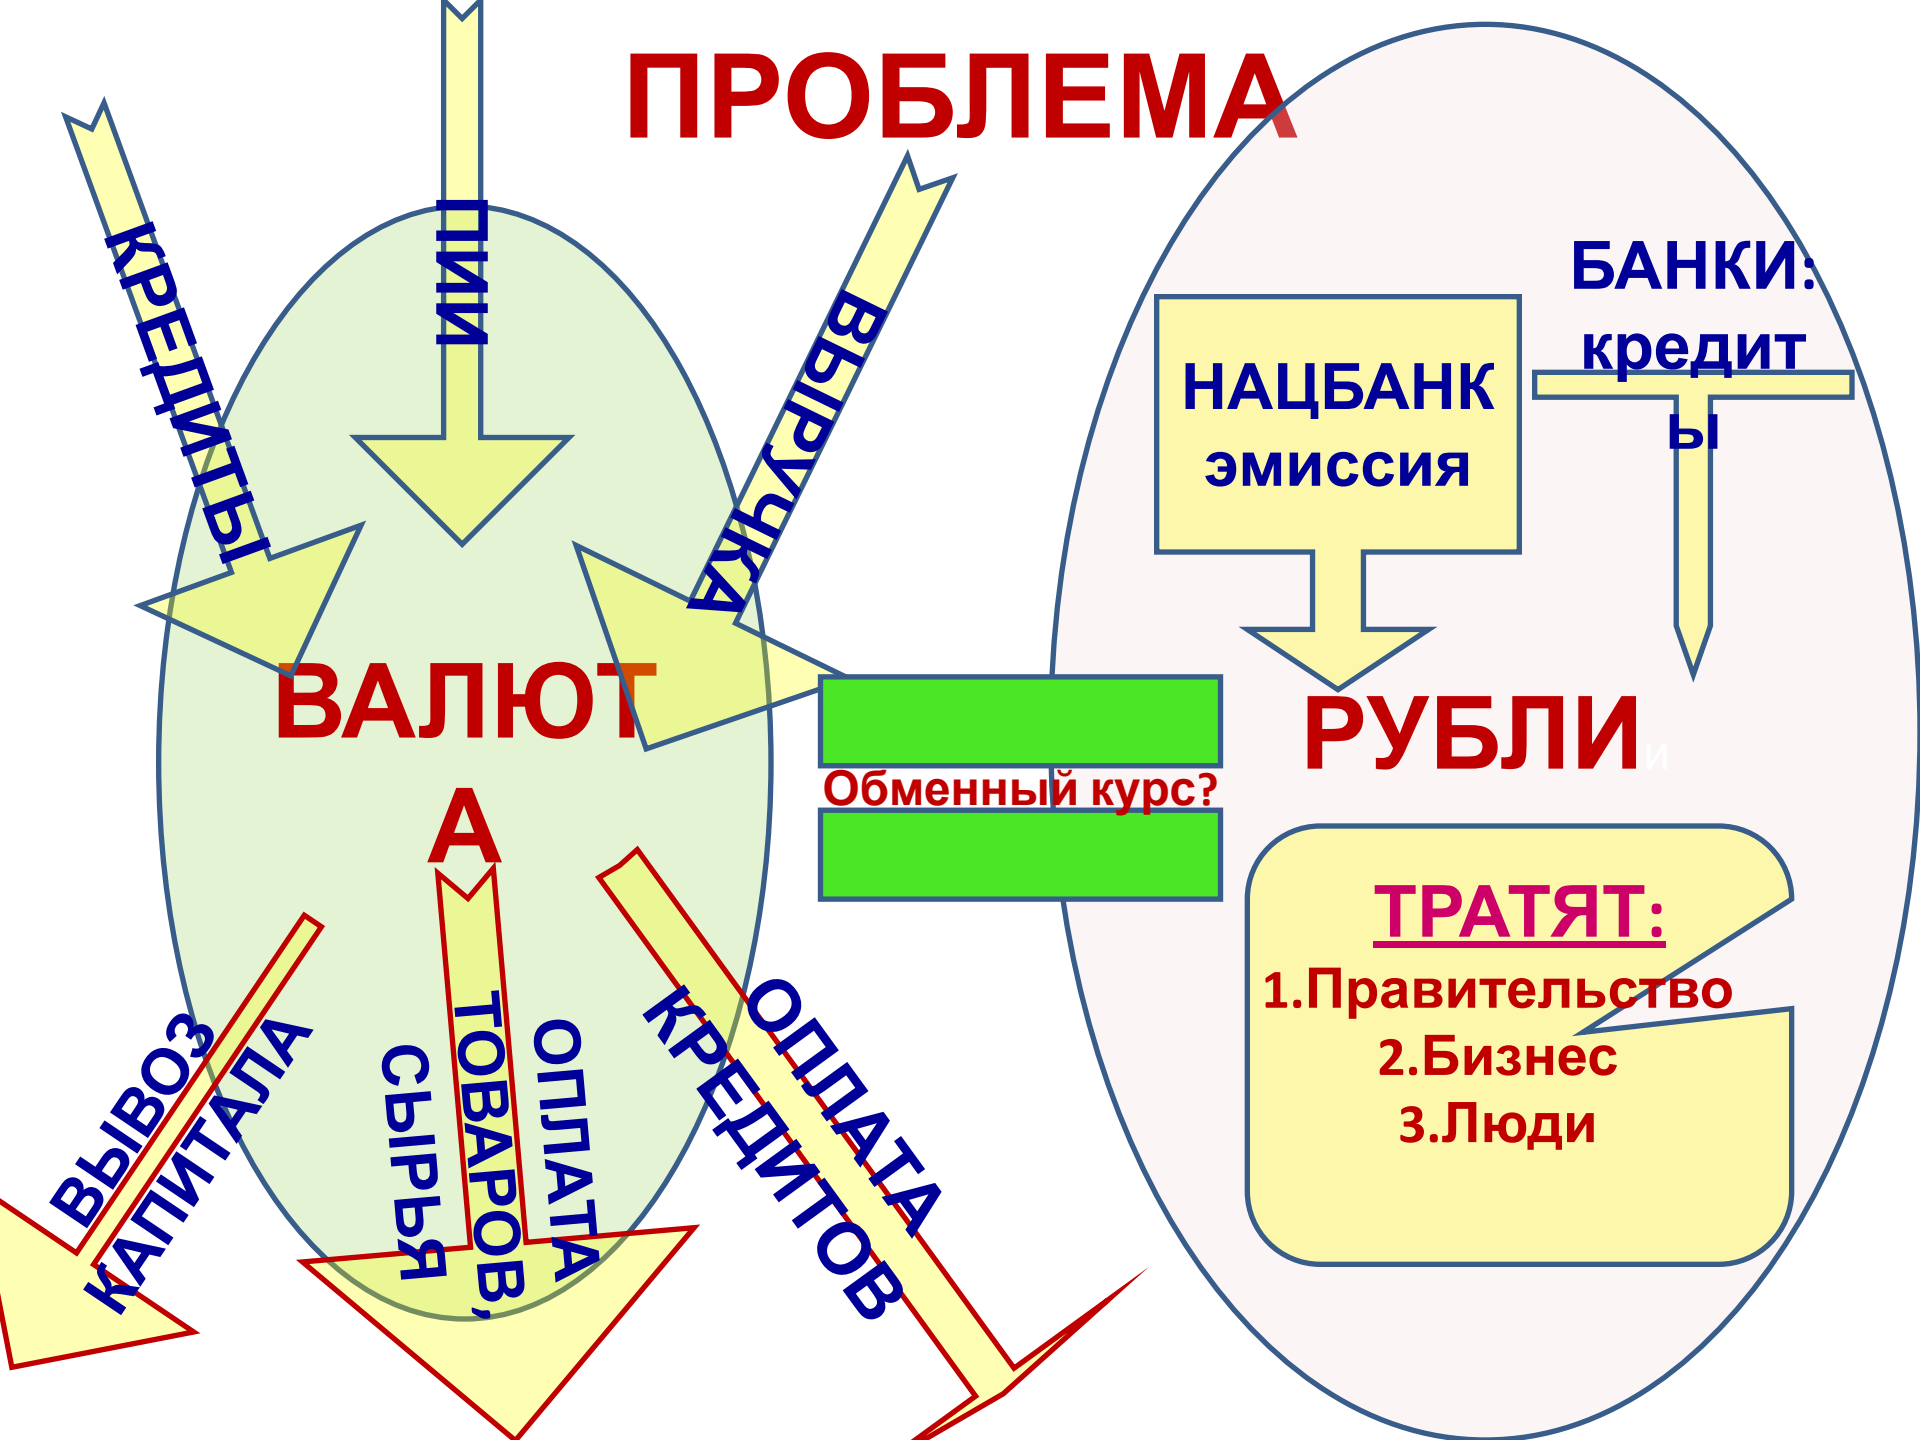 ПРОБЛЕМА
КРЕДИТЫ
ПИИ
ВЫРУЧКА
ВАЛЮТ
А
ВЫВОЗ
КАПИТАЛА
ОПЛАТА
ТОВАРОВ,
СЫРЬЯ
ОПЛАТА
КРЕДИТОВ
Обменный курс?
НАЦБАНК
эмиссия
БАНКИ:
кредит
ы
РУБЛИи
ТРАТЯТ:
1.Правительство
2.Бизнес
3.Люди